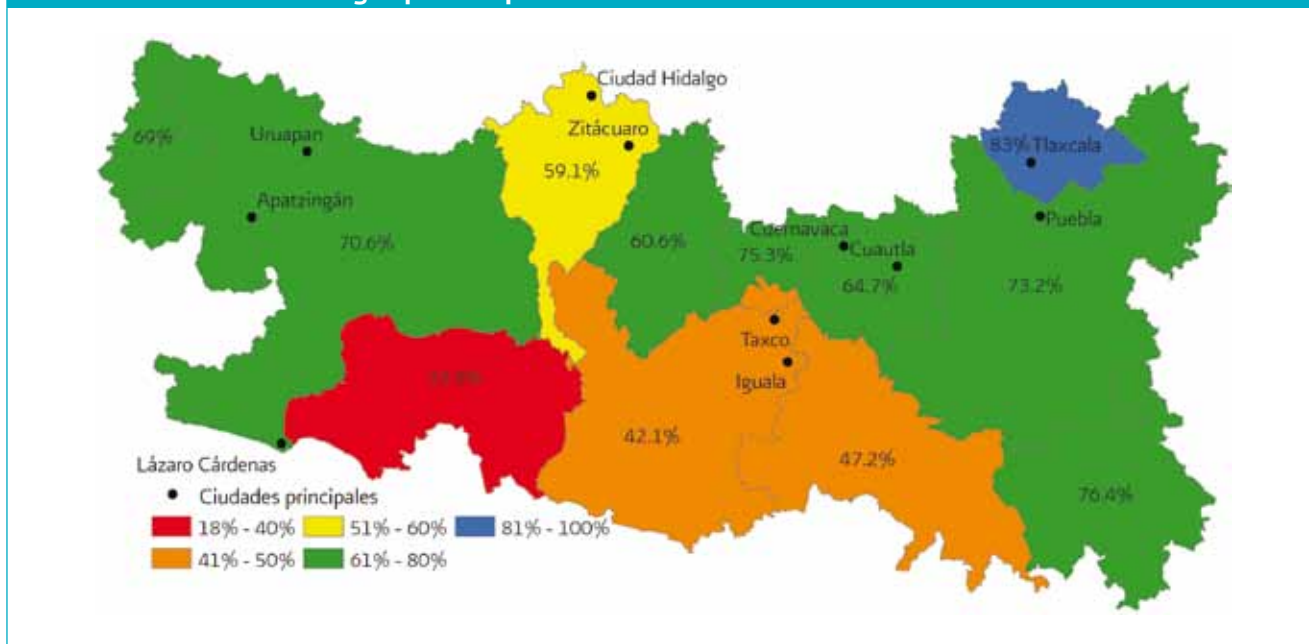 Ciudad Hidalgo
Zitácuaro
59.1%
69%
Uruapan
Apatzingán
70.6%
60.6%
Cuernavaca
75.3%
Cuautla
64.7%
83% Tlaxcala
Puebla
73.2%
Taxco
Iguala
42.1%
47.2%
76.4%
Lázaro Cárdenas
Ciudades principales
18% - 40%
51% - 60%
81% - 100%
41% - 50%
61% - 80%